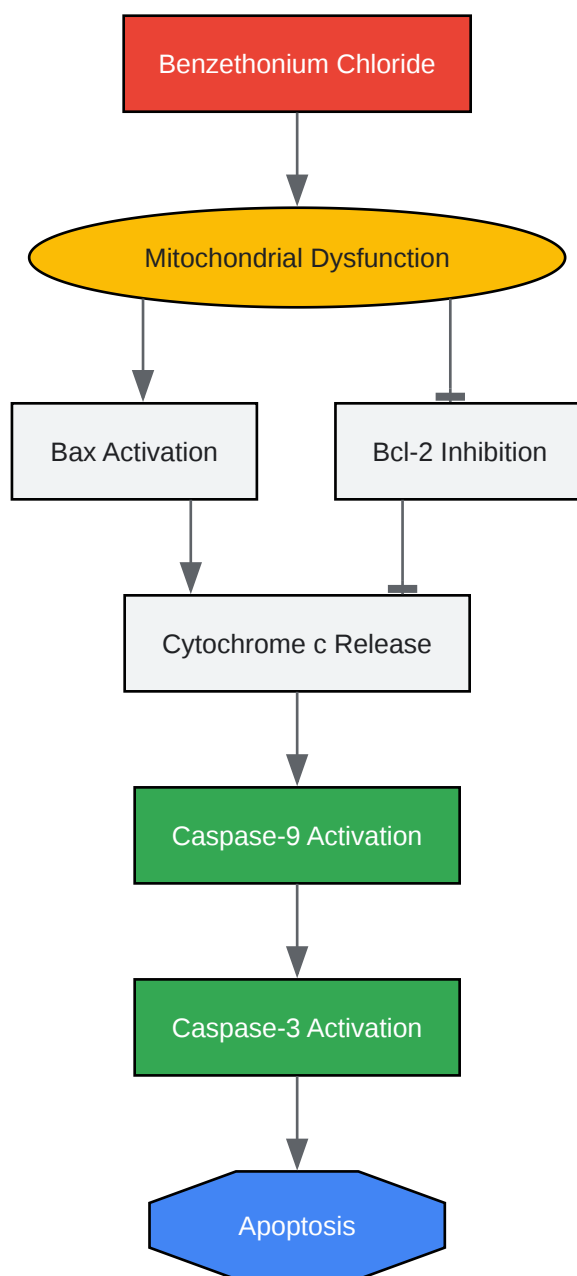 Benzethonium Chloride
Mitochondrial Dysfunction
Bax Activation
Bcl-2 Inhibition
Cytochrome c Release
Caspase-9 Activation
Caspase-3 Activation
Apoptosis